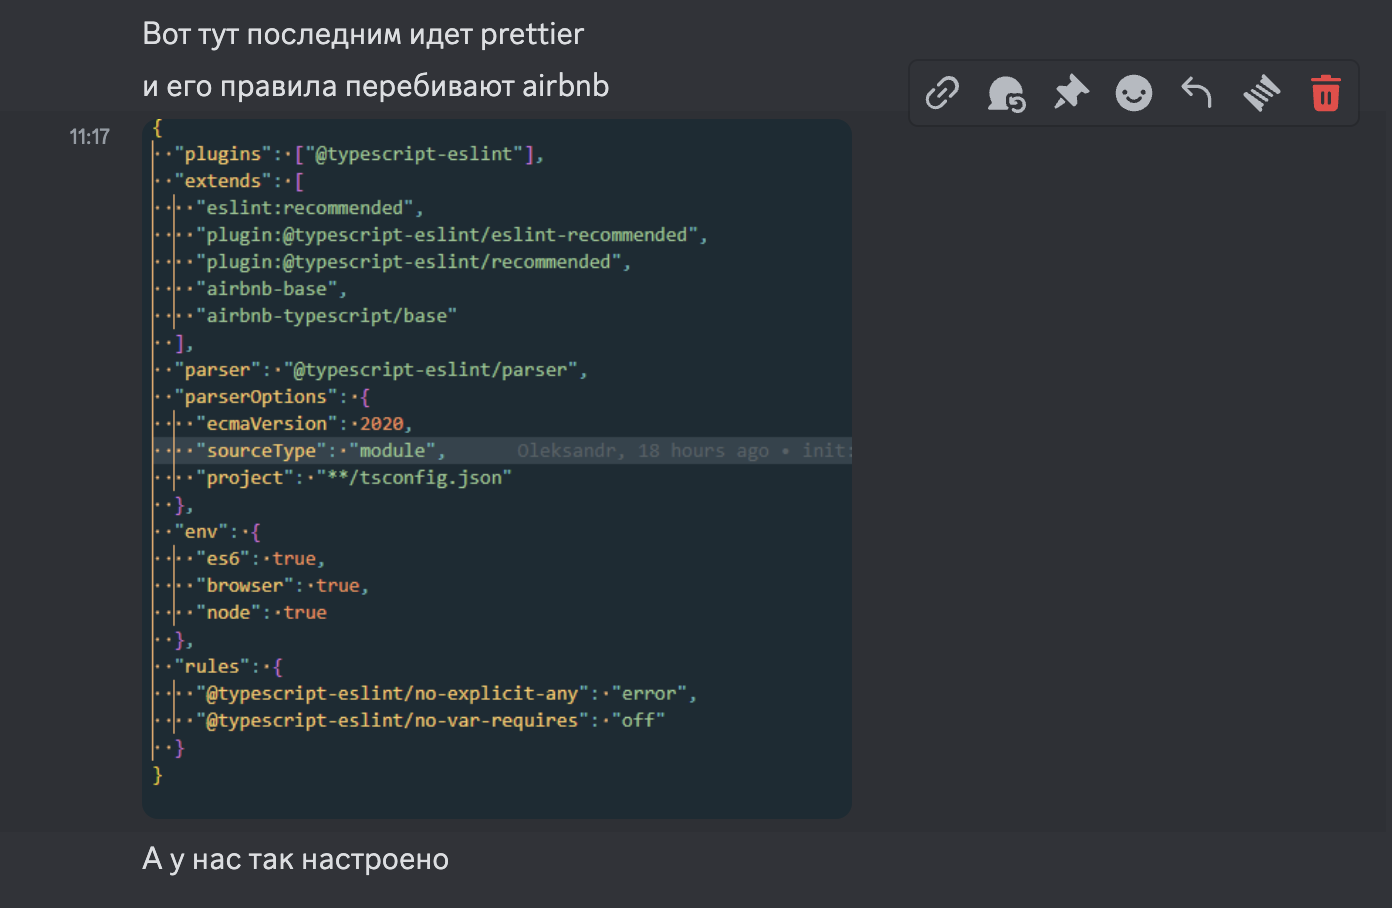 Вот тут последним идет prettier
и его правила перебивают airbnb
11:17
{
"plugins": ["@typescript-eslint"],
"extends": [
"eslint:recommended",
"plugin:@typescript-eslint/eslint-recommended",
"plugin:@typescript-eslint/recommended",
"airbnb-base",
"airbnb-typescript/base"
],
"parser": "@typescript-eslint/parser",
"parserOptions": {
"ecmaVersion": 2020,
"sourceType": "module", Oleksandr, 18 hours ago • init:
"project": "**/tsconfig.json"
},
"env": {
"es6": true,
"browser": true,
"node": true
},
"rules": {
"@typescript-eslint/no-explicit-any": "error",
"@typescript-eslint/no-var-requires": "off"
}
}
А у нас так настроено